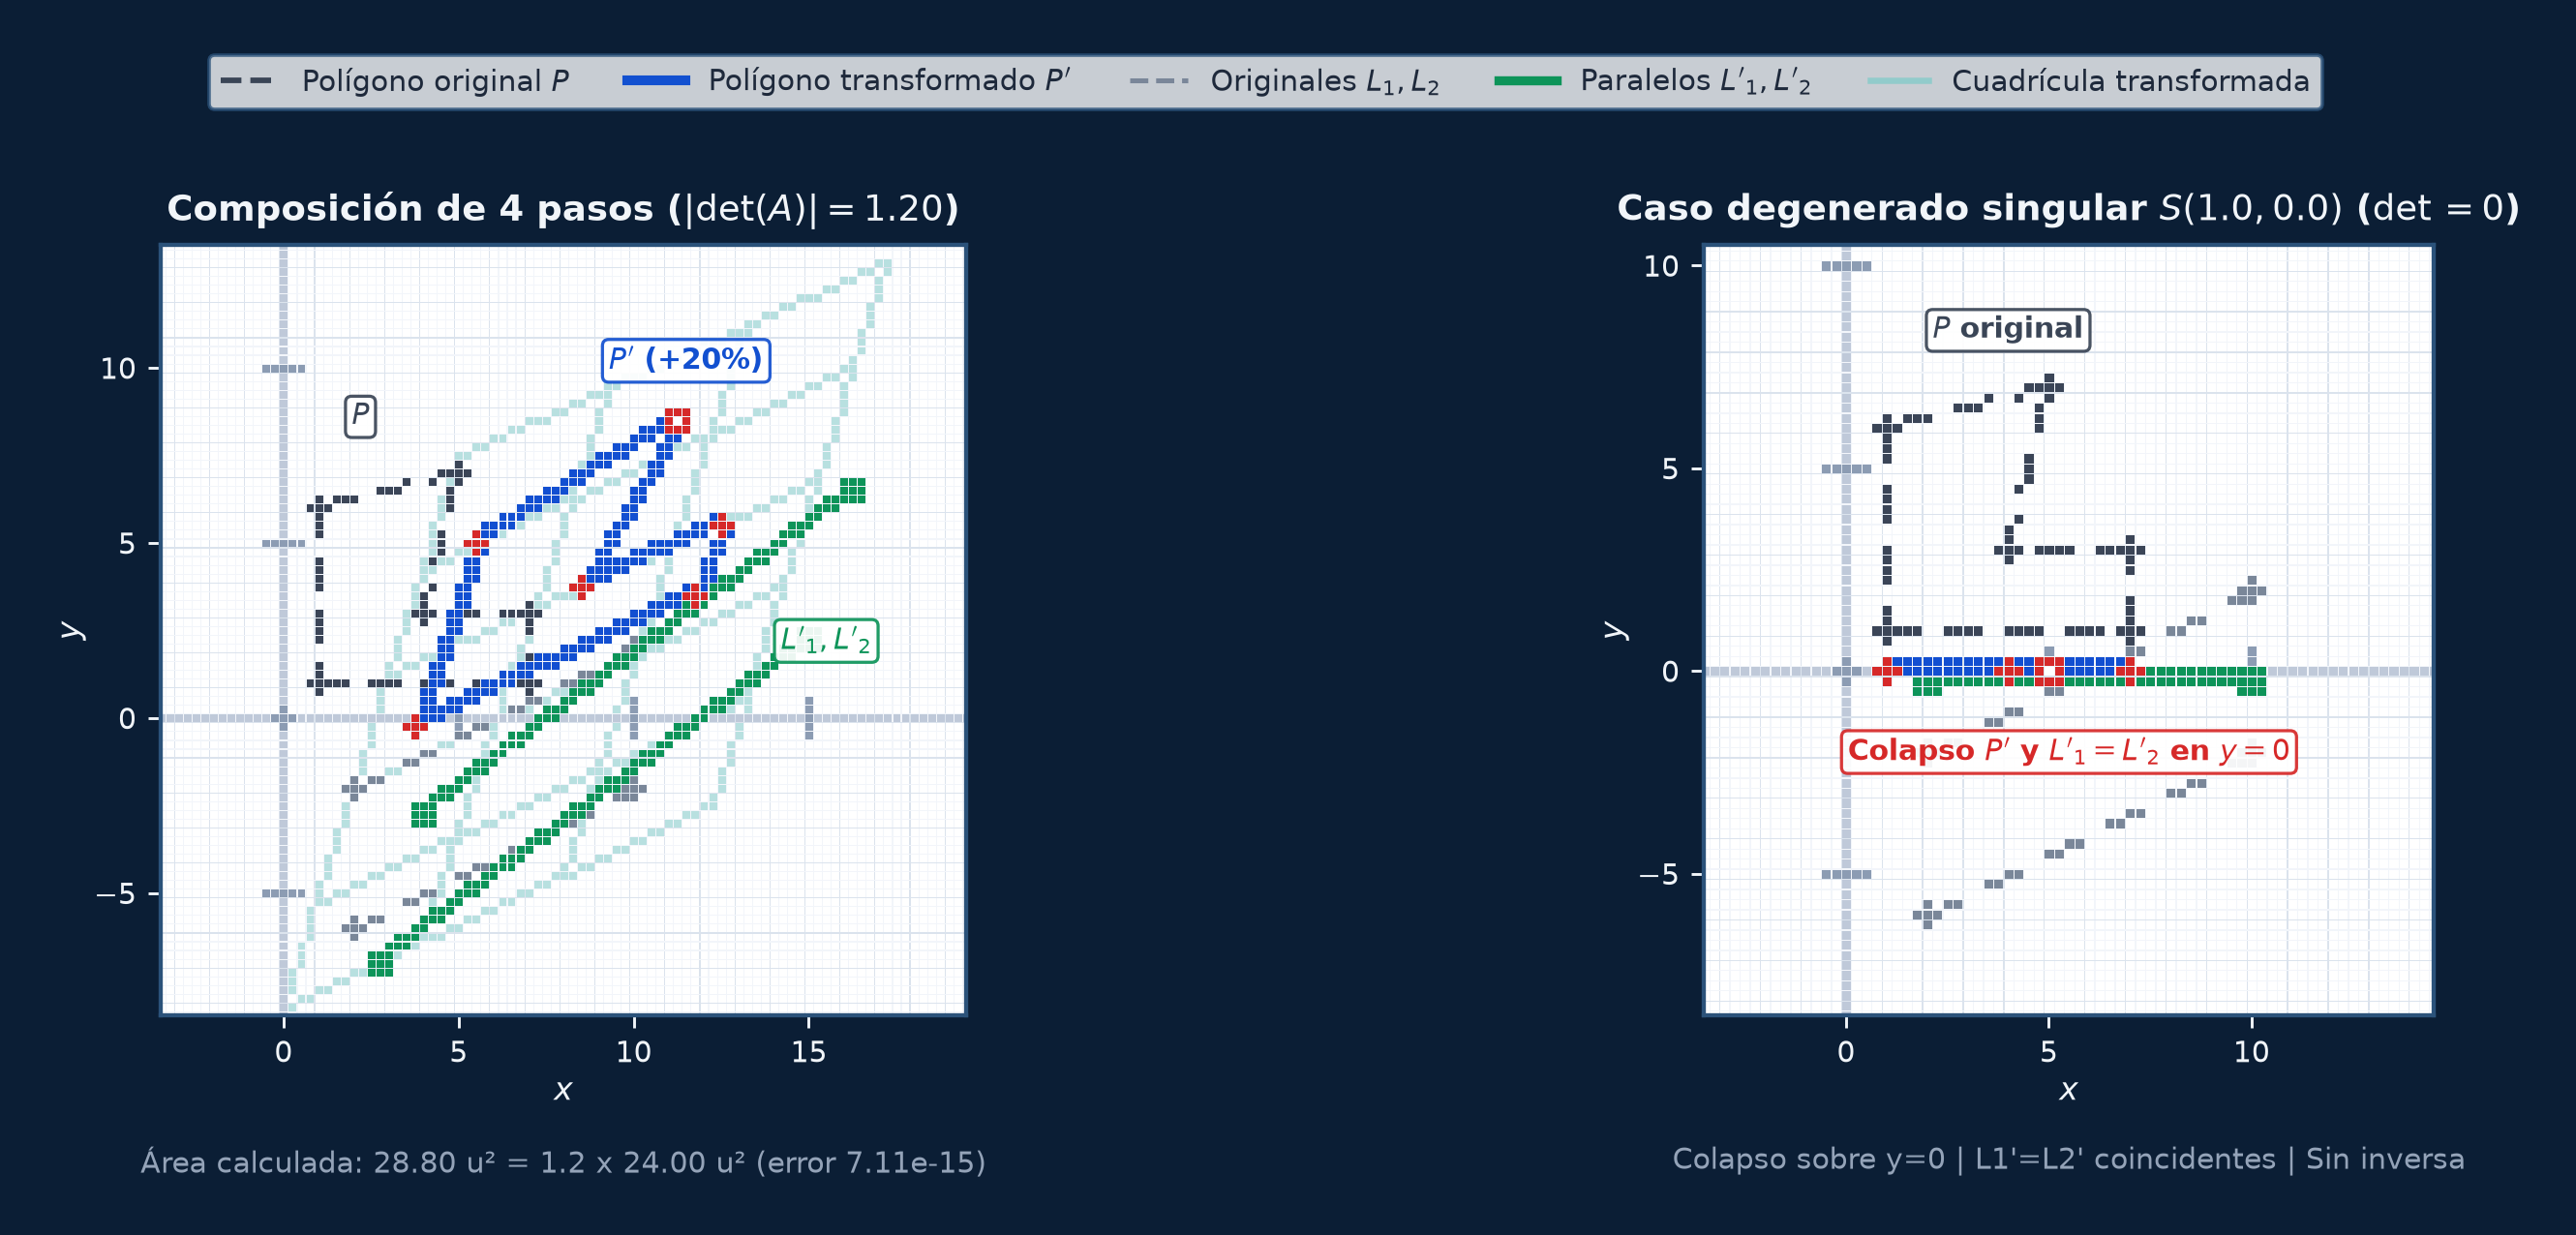 Polígono original P
Polígono transformado P′
Originales L₁, L₂
Paralelos L′₁, L′₂
Cuadrícula transformada
Composición de 4 pasos (|det(A)| = 1.20)
10
5
0
−5
y
P
P′ (+20%)
L′₁, L′₂
0 5 10 15
x
Área calculada: 28.80 u² = 1.2 x 24.00 u² (error 7.11e-15)
Caso degenerado singular S(1.0, 0.0) (det = 0)
10
5
0
−5
y
P original
Colapso P′ y L′₁ = L′₂ en y = 0
0 5 10
x
Colapso sobre y=0 | L1'=L2' coincidentes | Sin inversa